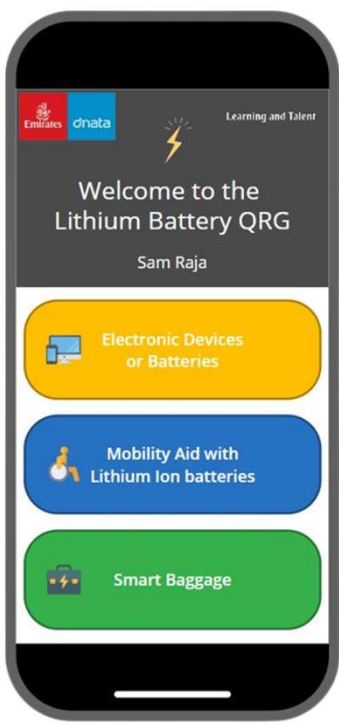 Emirates
dnata
Learning and Talent
Welcome to the
Lithium Battery QRG
Sam Raja
Electronic Devices
or Batteries
Mobility Aid with
Lithium Ion batteries
Smart Baggage